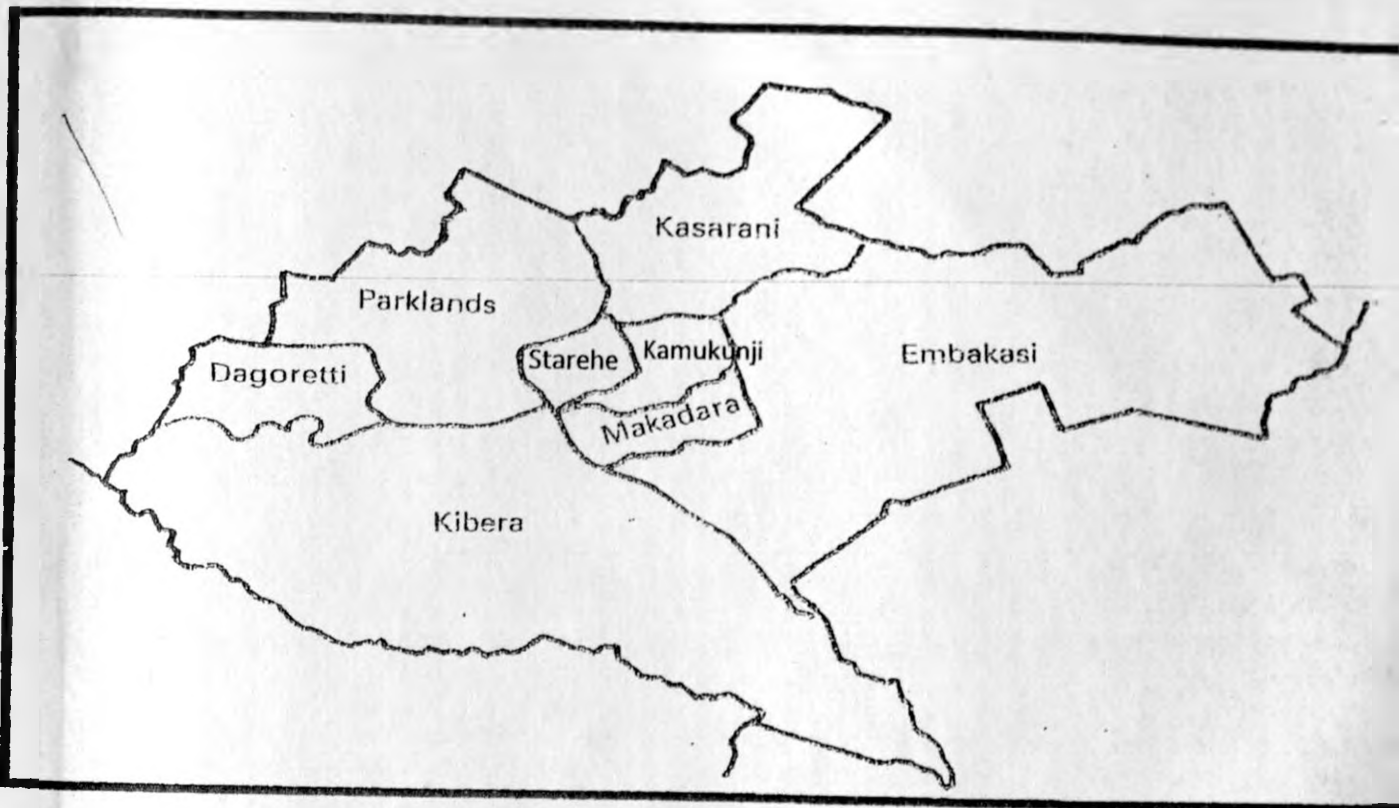 Kasarani
Parklands
Starehe
Kamukunji
Embakasi
Dagoretti
Makadara
Kibera